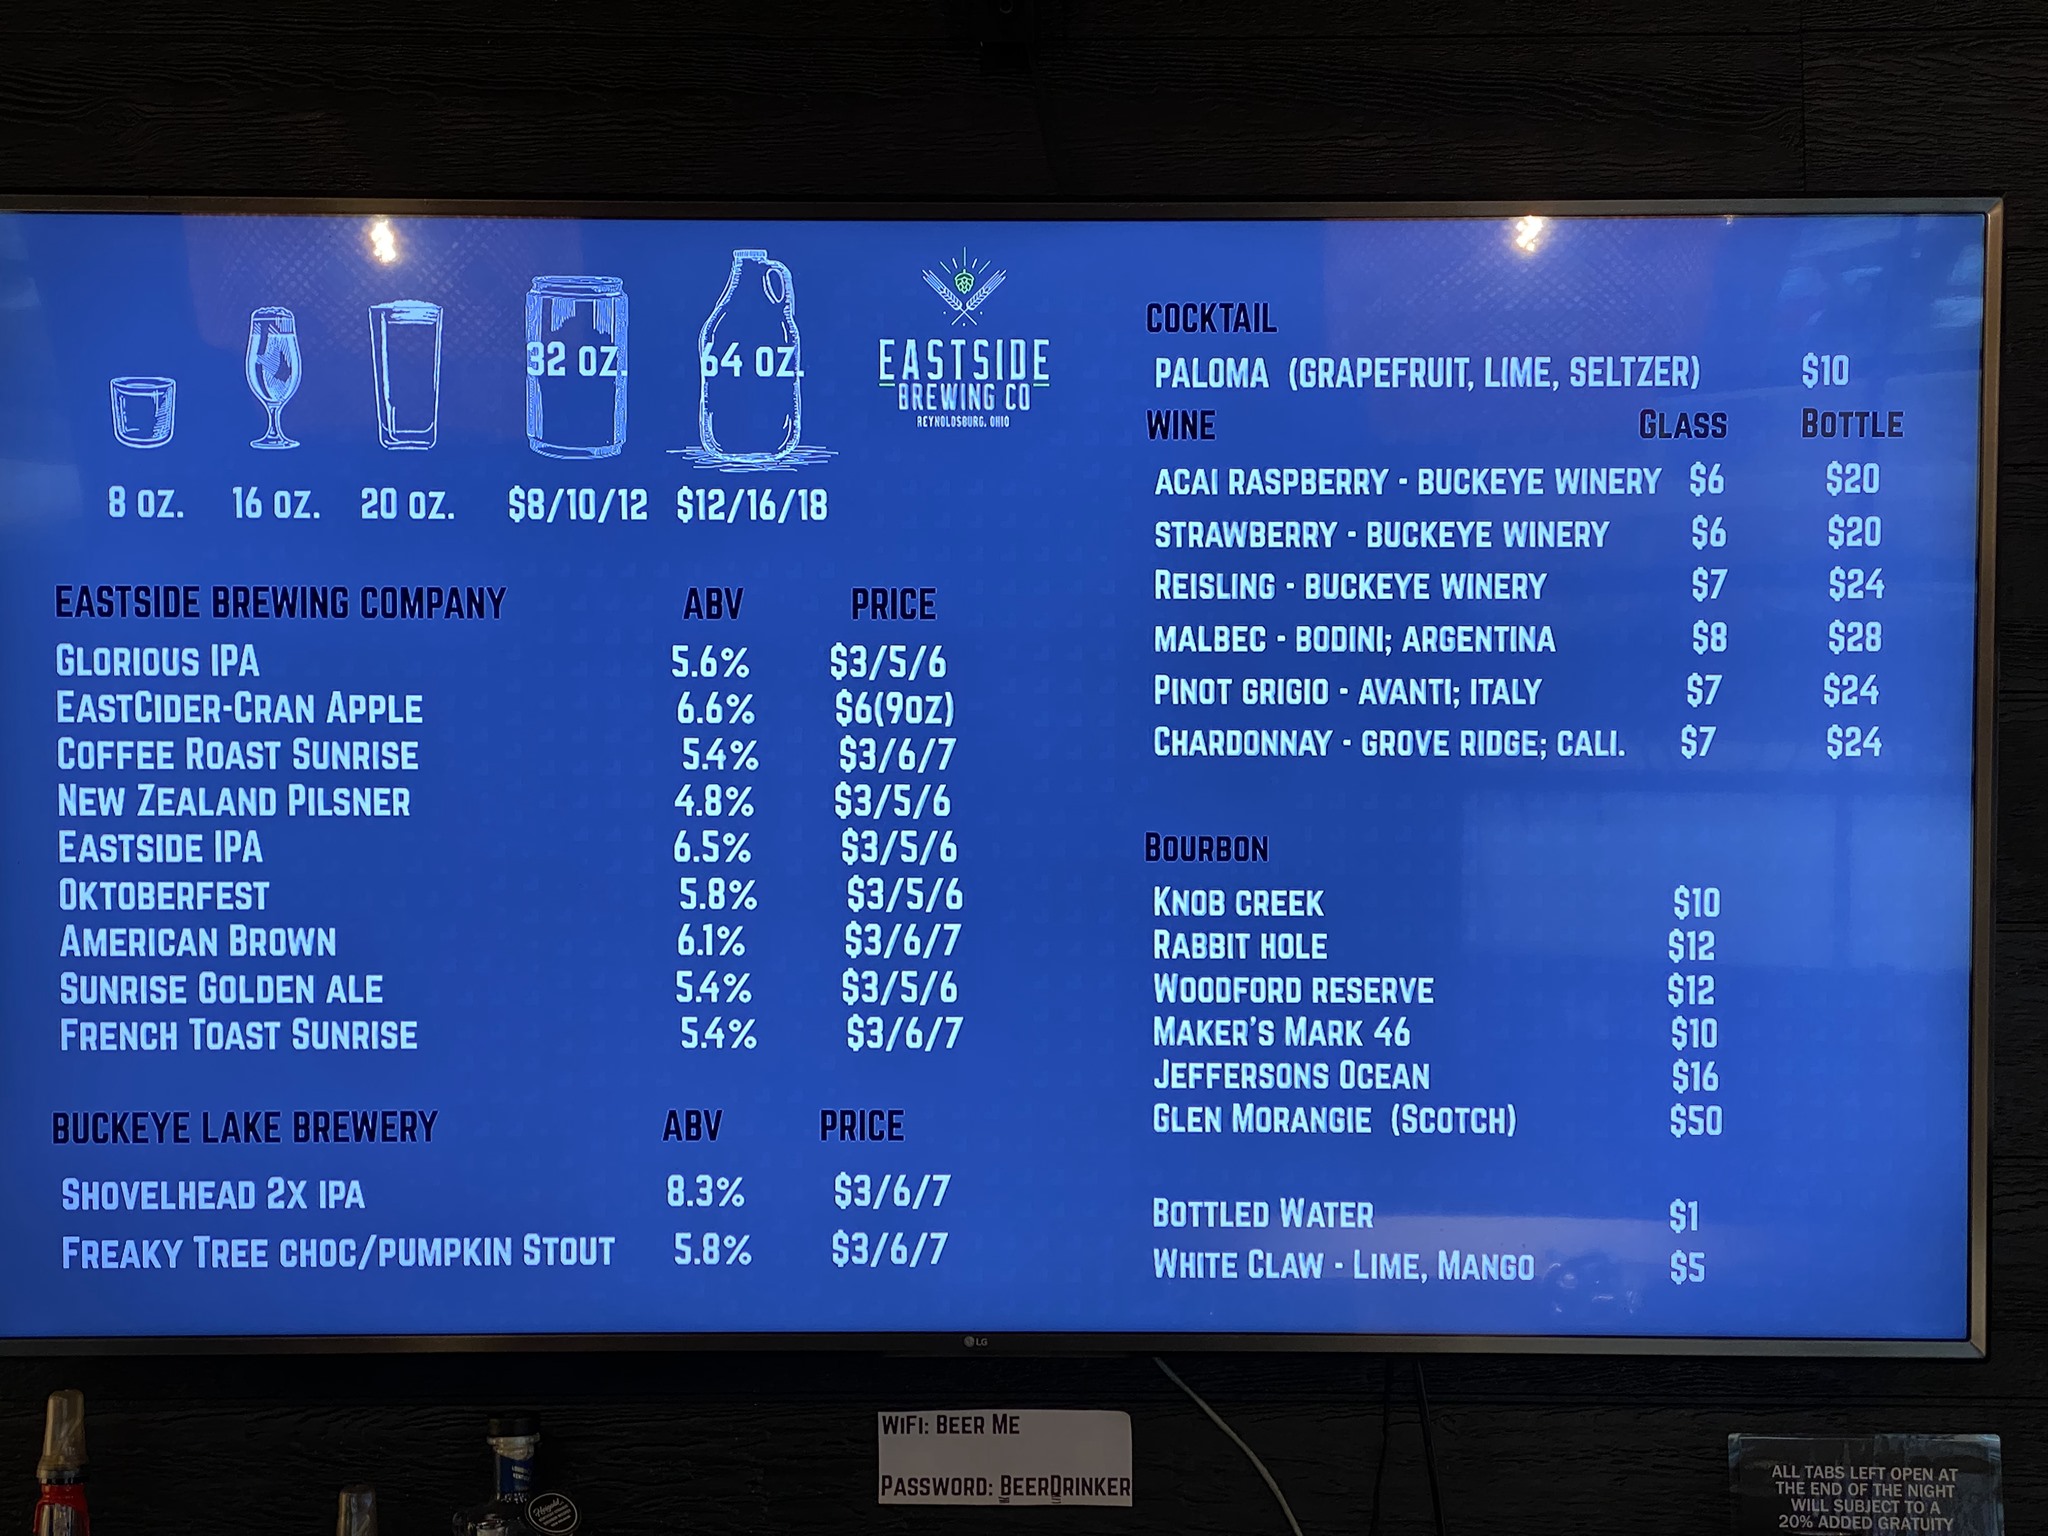 32 OZ.
64 OZ.
8 OZ.
16 OZ.
20 OZ.
$8/10/12
$12/16/18
EASTSIDE
BREWING CO
REYNOLDSBURG, OHIO
EASTSIDE BREWING COMPANY ABV PRICE
GLORIOUS IPA 5.6% $3/5/6
EASTCIDER-CRAN APPLE 6.6% $6(9OZ)
COFFEE ROAST SUNRISE 5.4% $3/6/7
NEW ZEALAND PILSNER 4.8% $3/5/6
EASTSIDE IPA 6.5% $3/5/6
OKTOBERFEST 5.8% $3/5/6
AMERICAN BROWN 6.1% $3/6/7
SUNRISE GOLDEN ALE 5.4% $3/5/6
FRENCH TOAST SUNRISE 5.4% $3/6/7
BUCKEYE LAKE BREWERY ABV PRICE
SHOVELHEAD 2X IPA 8.3% $3/6/7
FREAKY TREE CHOC/PUMPKIN STOUT 5.8% $3/6/7
COCKTAIL
PALOMA (GRAPEFRUIT, LIME, SELTZER) $10
WINE GLASS BOTTLE
ACAI RASPBERRY - BUCKEYE WINERY $6 $20
STRAWBERRY - BUCKEYE WINERY $6 $20
REISLING - BUCKEYE WINERY $7 $24
MALBEC - BODINI; ARGENTINA $8 $28
PINOT GRIGIO - AVANTI; ITALY $7 $24
CHARDONNAY - GROVE RIDGE; CALI. $7 $24
BOURBON
KNOB CREEK $10
RABBIT HOLE $12
WOODFORD RESERVE $12
MAKER'S MARK 46 $10
JEFFERSONS OCEAN $16
GLEN MORANGIE (SCOTCH) $50
BOTTLED WATER $1
WHITE CLAW - LIME, MANGO $5
LG
WIFI: BEER ME
PASSWORD: BEERDRINKER
ALL TABS LEFT OPEN AT
THE END OF THE NIGHT
WILL SUBJECT TO A
20% ADDED GRATUITY